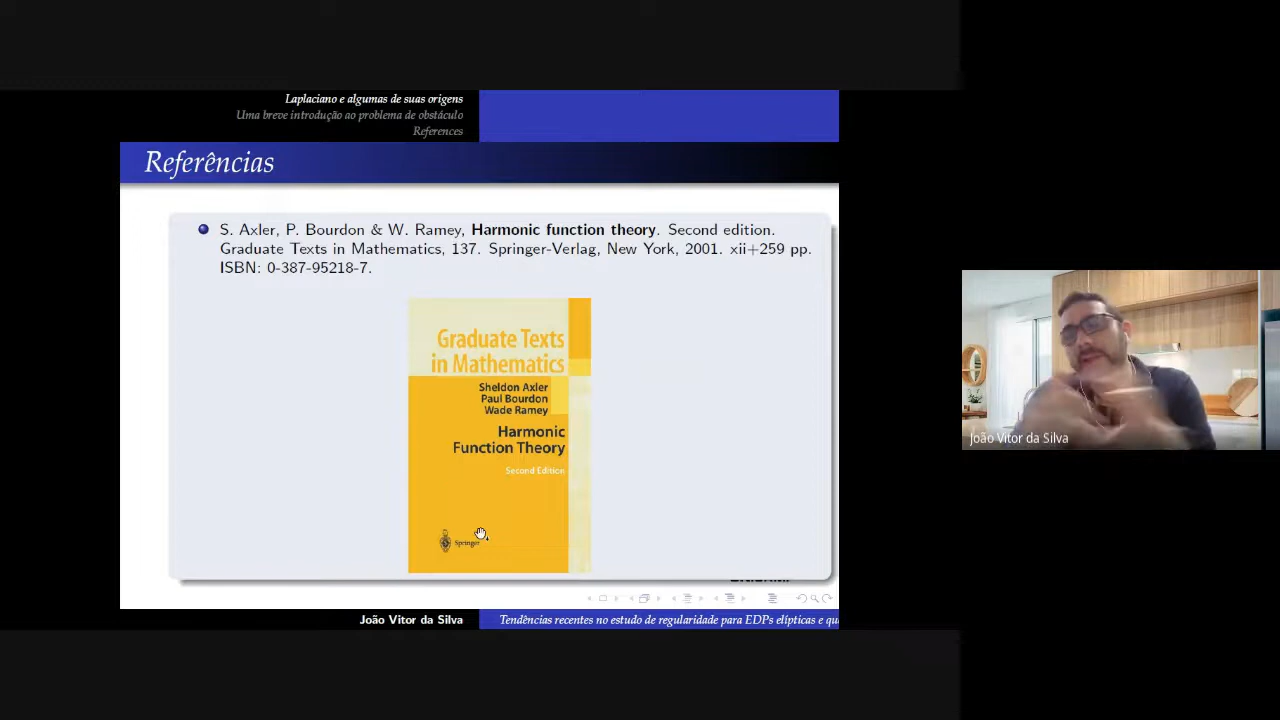 Laplaciano e algumas de suas origens
Uma breve introdução ao problema de obstáculo
References
Referências
S. Axler, P. Bourdon & W. Ramey, Harmonic function theory. Second edition.
Graduate Texts in Mathematics, 137. Springer-Verlag, New York, 2001. xii+259 pp.
ISBN: 0-387-95218-7.
Graduate Texts
in Mathematics
Sheldon Axler
Paul Bourdon
Wade Ramey
Harmonic
Function Theory
Second Edition
Springer
João Vitor da Silva
João Vitor da Silva
Tendências recentes no estudo de regularidade para EDPs elípticas e